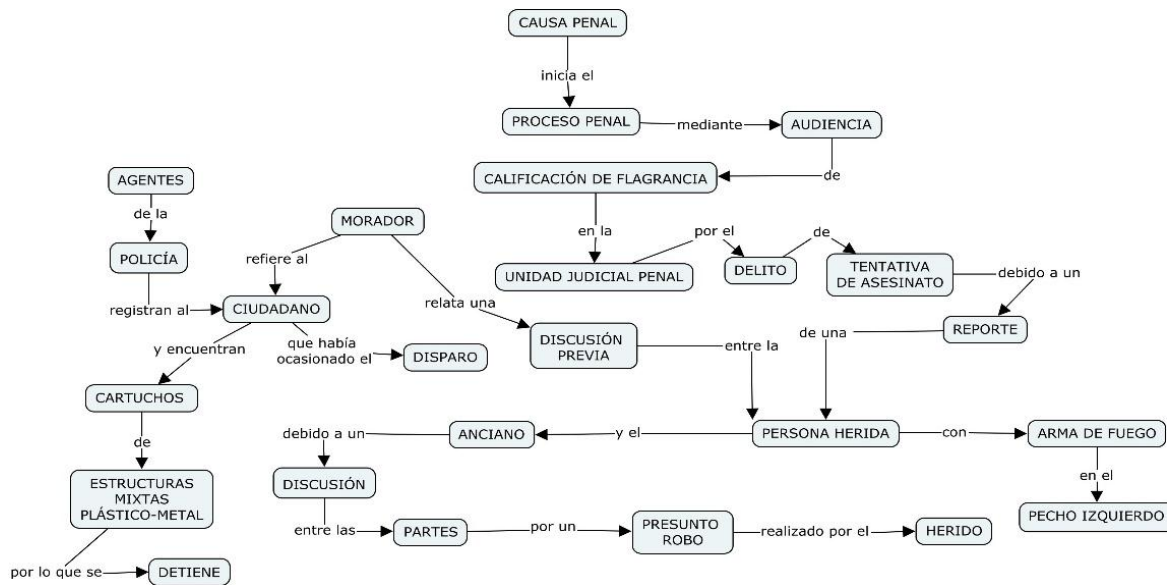 CAUSA PENAL
inicia el
PROCESO PENAL
mediante
AUDIENCIA
de
CALIFICACIÓN DE FLAGRANCIA
en la
UNIDAD JUDICIAL PENAL
por el
DELITO
de
TENTATIVA
DE ASESINATO
debido a un
REPORTE
de una
PERSONA HERIDA
con
ARMA DE FUEGO
en el
PECHO IZQUIERDO
y el
ANCIANO
debido a un
DISCUSIÓN
entre las
PARTES
por un
PRESUNTO
ROBO
realizado por el
HERIDO
MORADOR
relata una
DISCUSIÓN
PREVIA
entre la
refiere al
AGENTES
de la
POLICÍA
registran al
CIUDADANO
que había
ocasionado el
DISPARO
y encuentran
CARTUCHOS
de
ESTRUCTURAS
MIXTAS
PLÁSTICO-METAL
por lo que se
DETIENE